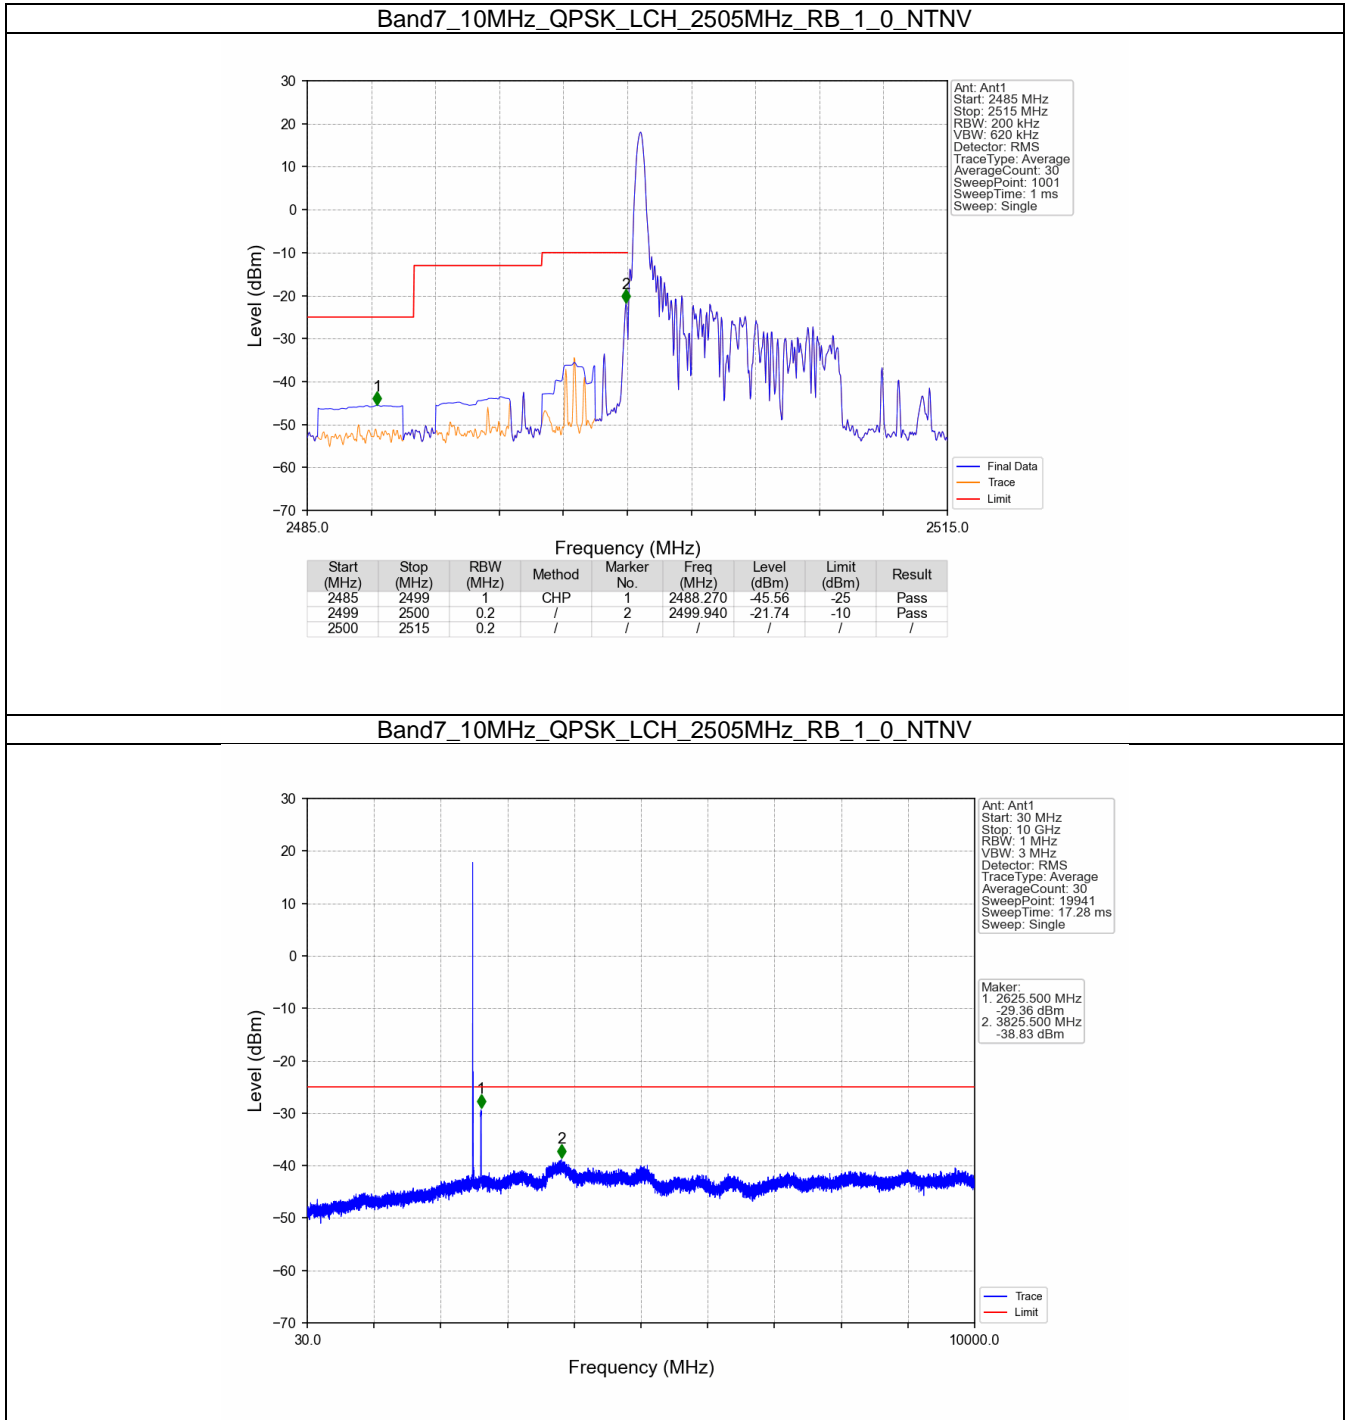 Band7_10MHz_QPSK_LCH_2505MHz_RB_1_0_NTNV
30
20
10
0
−10
−20
−30
−40
−50
−60
−70
Level (dBm)
1
2
2485.0
2515.0
Frequency (MHz)
Ant: Ant1
Start: 2485 MHz
Stop: 2515 MHz
RBW: 200 kHz
VBW: 620 kHz
Detector: RMS
TraceType: Average
AverageCount: 30
SweepPoint: 1001
SweepTime: 1 ms
Sweep: Single
Final Data
Trace
Limit
Start (MHz) Stop (MHz) RBW (MHz) Method Marker No. Freq (MHz) Level (dBm) Limit (dBm) Result
2485 2499 1 CHP 1 2488.270 -45.56 -25 Pass
2499 2500 0.2 / 2 2499.940 -21.74 -10 Pass
2500 2515 0.2 / / / / / /
Band7_10MHz_QPSK_LCH_2505MHz_RB_1_0_NTNV
30
20
10
0
−10
−20
−30
−40
−50
−60
−70
Level (dBm)
1
2
30.0
10000.0
Frequency (MHz)
Ant: Ant1
Start: 30 MHz
Stop: 10 GHz
RBW: 1 MHz
VBW: 3 MHz
Detector: RMS
TraceType: Average
AverageCount: 30
SweepPoint: 19941
SweepTime: 17.28 ms
Sweep: Single
Maker:
1. 2625.500 MHz
-29.36 dBm
2. 3825.500 MHz
-38.83 dBm
Trace
Limit